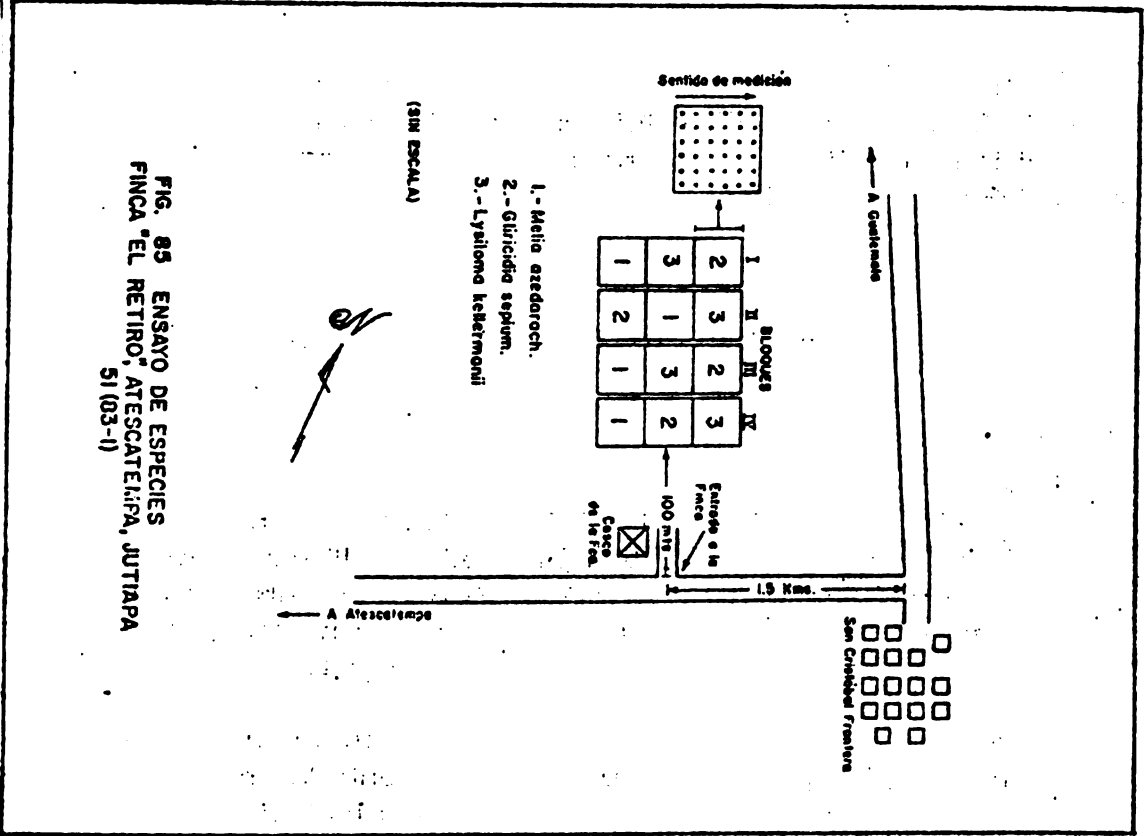 A Guatemala
San Cristóbal Frontera
1.5 Kms.
Entrada a la
Finca
100 mts
Casco
de la Fca.
A Atescatempa
BLOQUES
I II III IV
2 3 2 3
3 1 3 2
1 2 1 1
Sentido de medición
1.- Melia azedarach.
2.- Gliricidia sepium.
3.- Lysiloma kellermanii
(SIN ESCALA)
N
FIG. 85 ENSAYO DE ESPECIES
FINCA "EL RETIRO", ATESCATEMPA, JUTIAPA
51 (03-1)